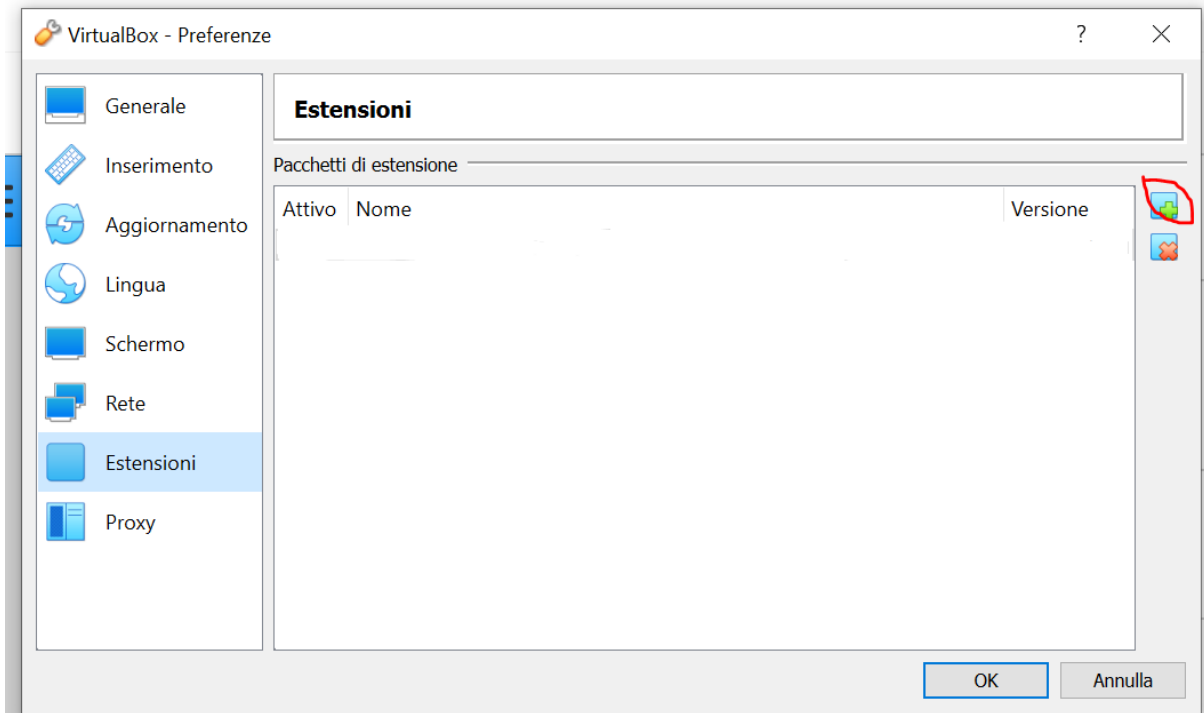 VirtualBox - Preferenze ?
Generale
Inserimento
Aggiornamento
Lingua
Schermo
Rete
Estensioni
Proxy
Estensioni
Pacchetti di estensione
Attivo Nome Versione
OK Annulla